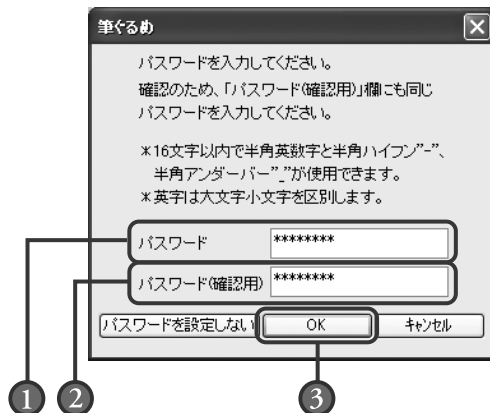 筆ぐるめ
パスワードを入力してください。
確認のため、「パスワード(確認用)」欄にも同じ
パスワードを入力してください。
※16文字以内で半角英数字と半角ハイフン"-"、
半角アンダーバー"_"が使用できます。
※英字は大文字小文字を区別します。
パスワード ********
パスワード(確認用) ********
パスワードを設定しない OK キャンセル
1 2 3